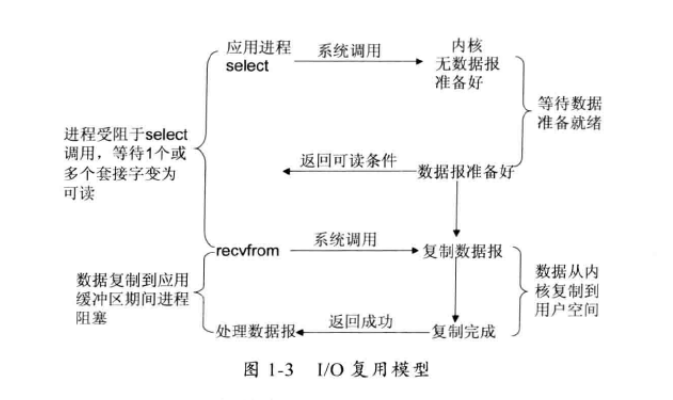 应用进程
select
系统调用
内核
无数据报
准备好
等待数据
准备就绪
进程受阻于select
调用，等待1个或
多个套接字变为
可读
返回可读条件
数据报准备好
recvfrom
系统调用
复制数据报
数据复制到应用
缓冲区期间进程
阻塞
数据从内
核复制到
用户空间
处理数据报
返回成功
复制完成
图 1-3 I/O 复用模型